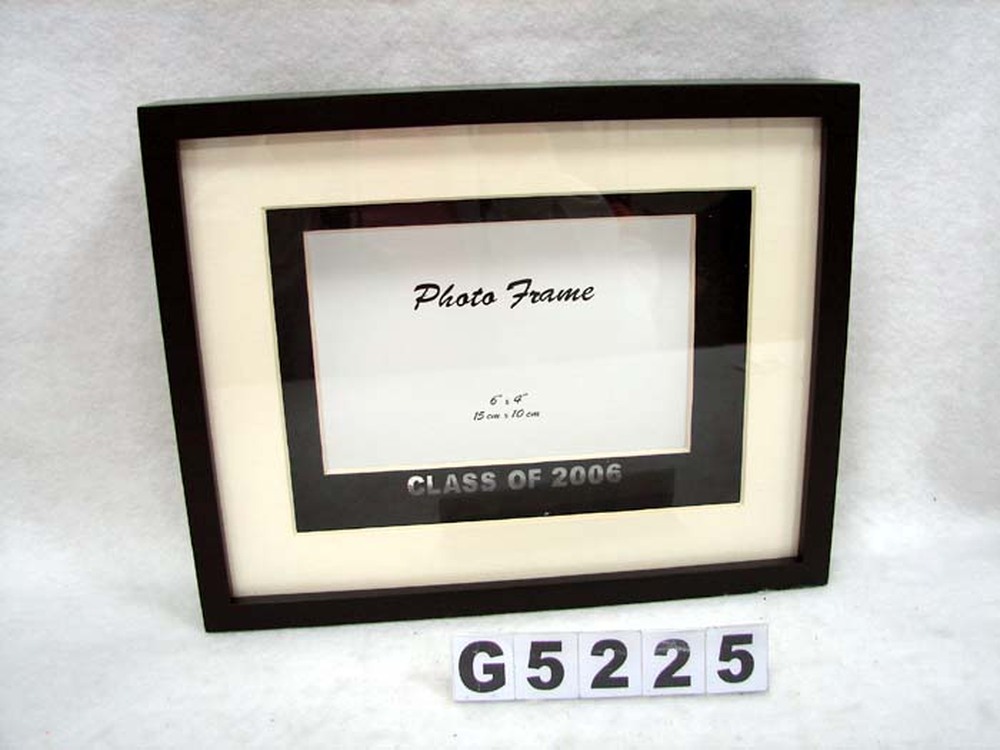 Photo Frame
6" x 4"
15 cm x 10 cm
CLASS OF 2006
G5225